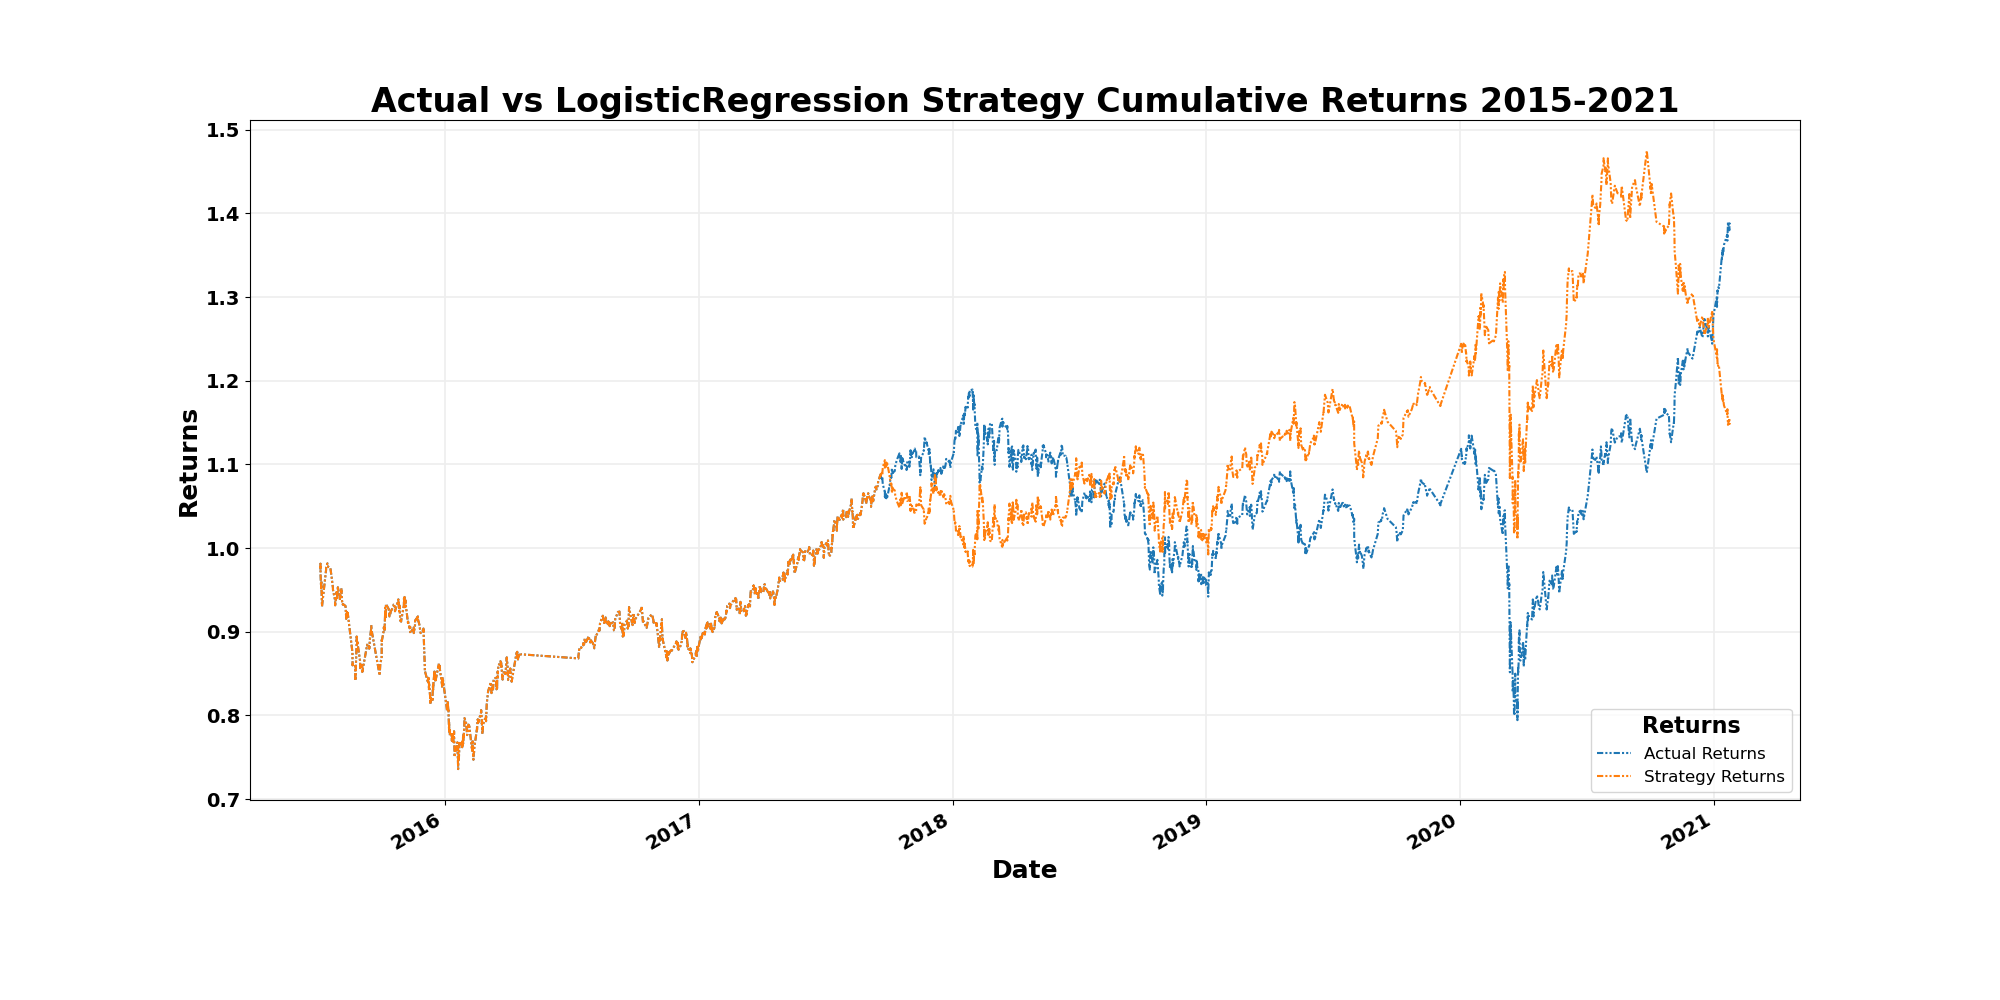 Actual vs LogisticRegression Strategy Cumulative Returns 2015-2021
1.5
1.4
1.3
1.2
1.1
1.0
0.9
0.8
0.7
Returns
2016
2017
2018
2019
2020
2021
Date
Returns
Actual Returns
Strategy Returns